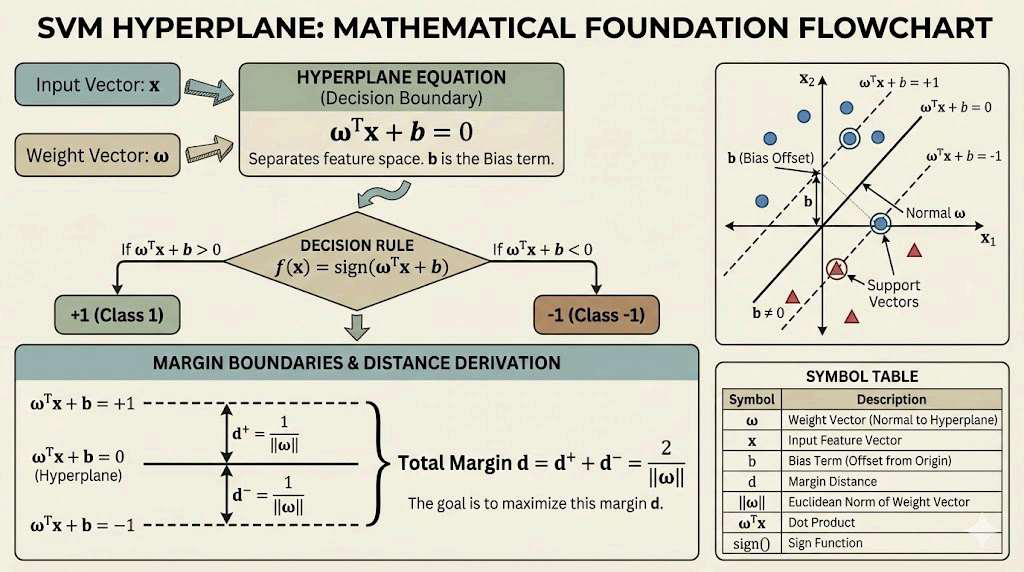 SVM HYPERPLANE: MATHEMATICAL FOUNDATION FLOWCHART
Input Vector: x
Weight Vector: ω
HYPERPLANE EQUATION
(Decision Boundary)
ωᵀx + b = 0
Separates feature space. b is the Bias term.
If ωᵀx + b > 0
DECISION RULE
f(x) = sign(ωᵀx + b)
If ωᵀx + b < 0
+1 (Class 1)
-1 (Class -1)
x₂
ωᵀx + b = +1
ωᵀx + b = 0
b (Bias Offset)
ωᵀx + b = -1
b
Normal ω
x₁
Support
Vectors
b ≠ 0
MARGIN BOUNDARIES & DISTANCE DERIVATION
ωᵀx + b = +1
d⁺ = 1/||ω||
ωᵀx + b = 0
(Hyperplane)
d⁻ = 1/||ω||
ωᵀx + b = −1
Total Margin d = d⁺ + d⁻ = 2/||ω||
The goal is to maximize this margin d.
SYMBOL TABLE
Symbol Description
ω Weight Vector (Normal to Hyperplane)
x Input Feature Vector
b Bias Term (Offset from Origin)
d Margin Distance
||ω|| Euclidean Norm of Weight Vector
ωᵀx Dot Product
sign() Sign Function